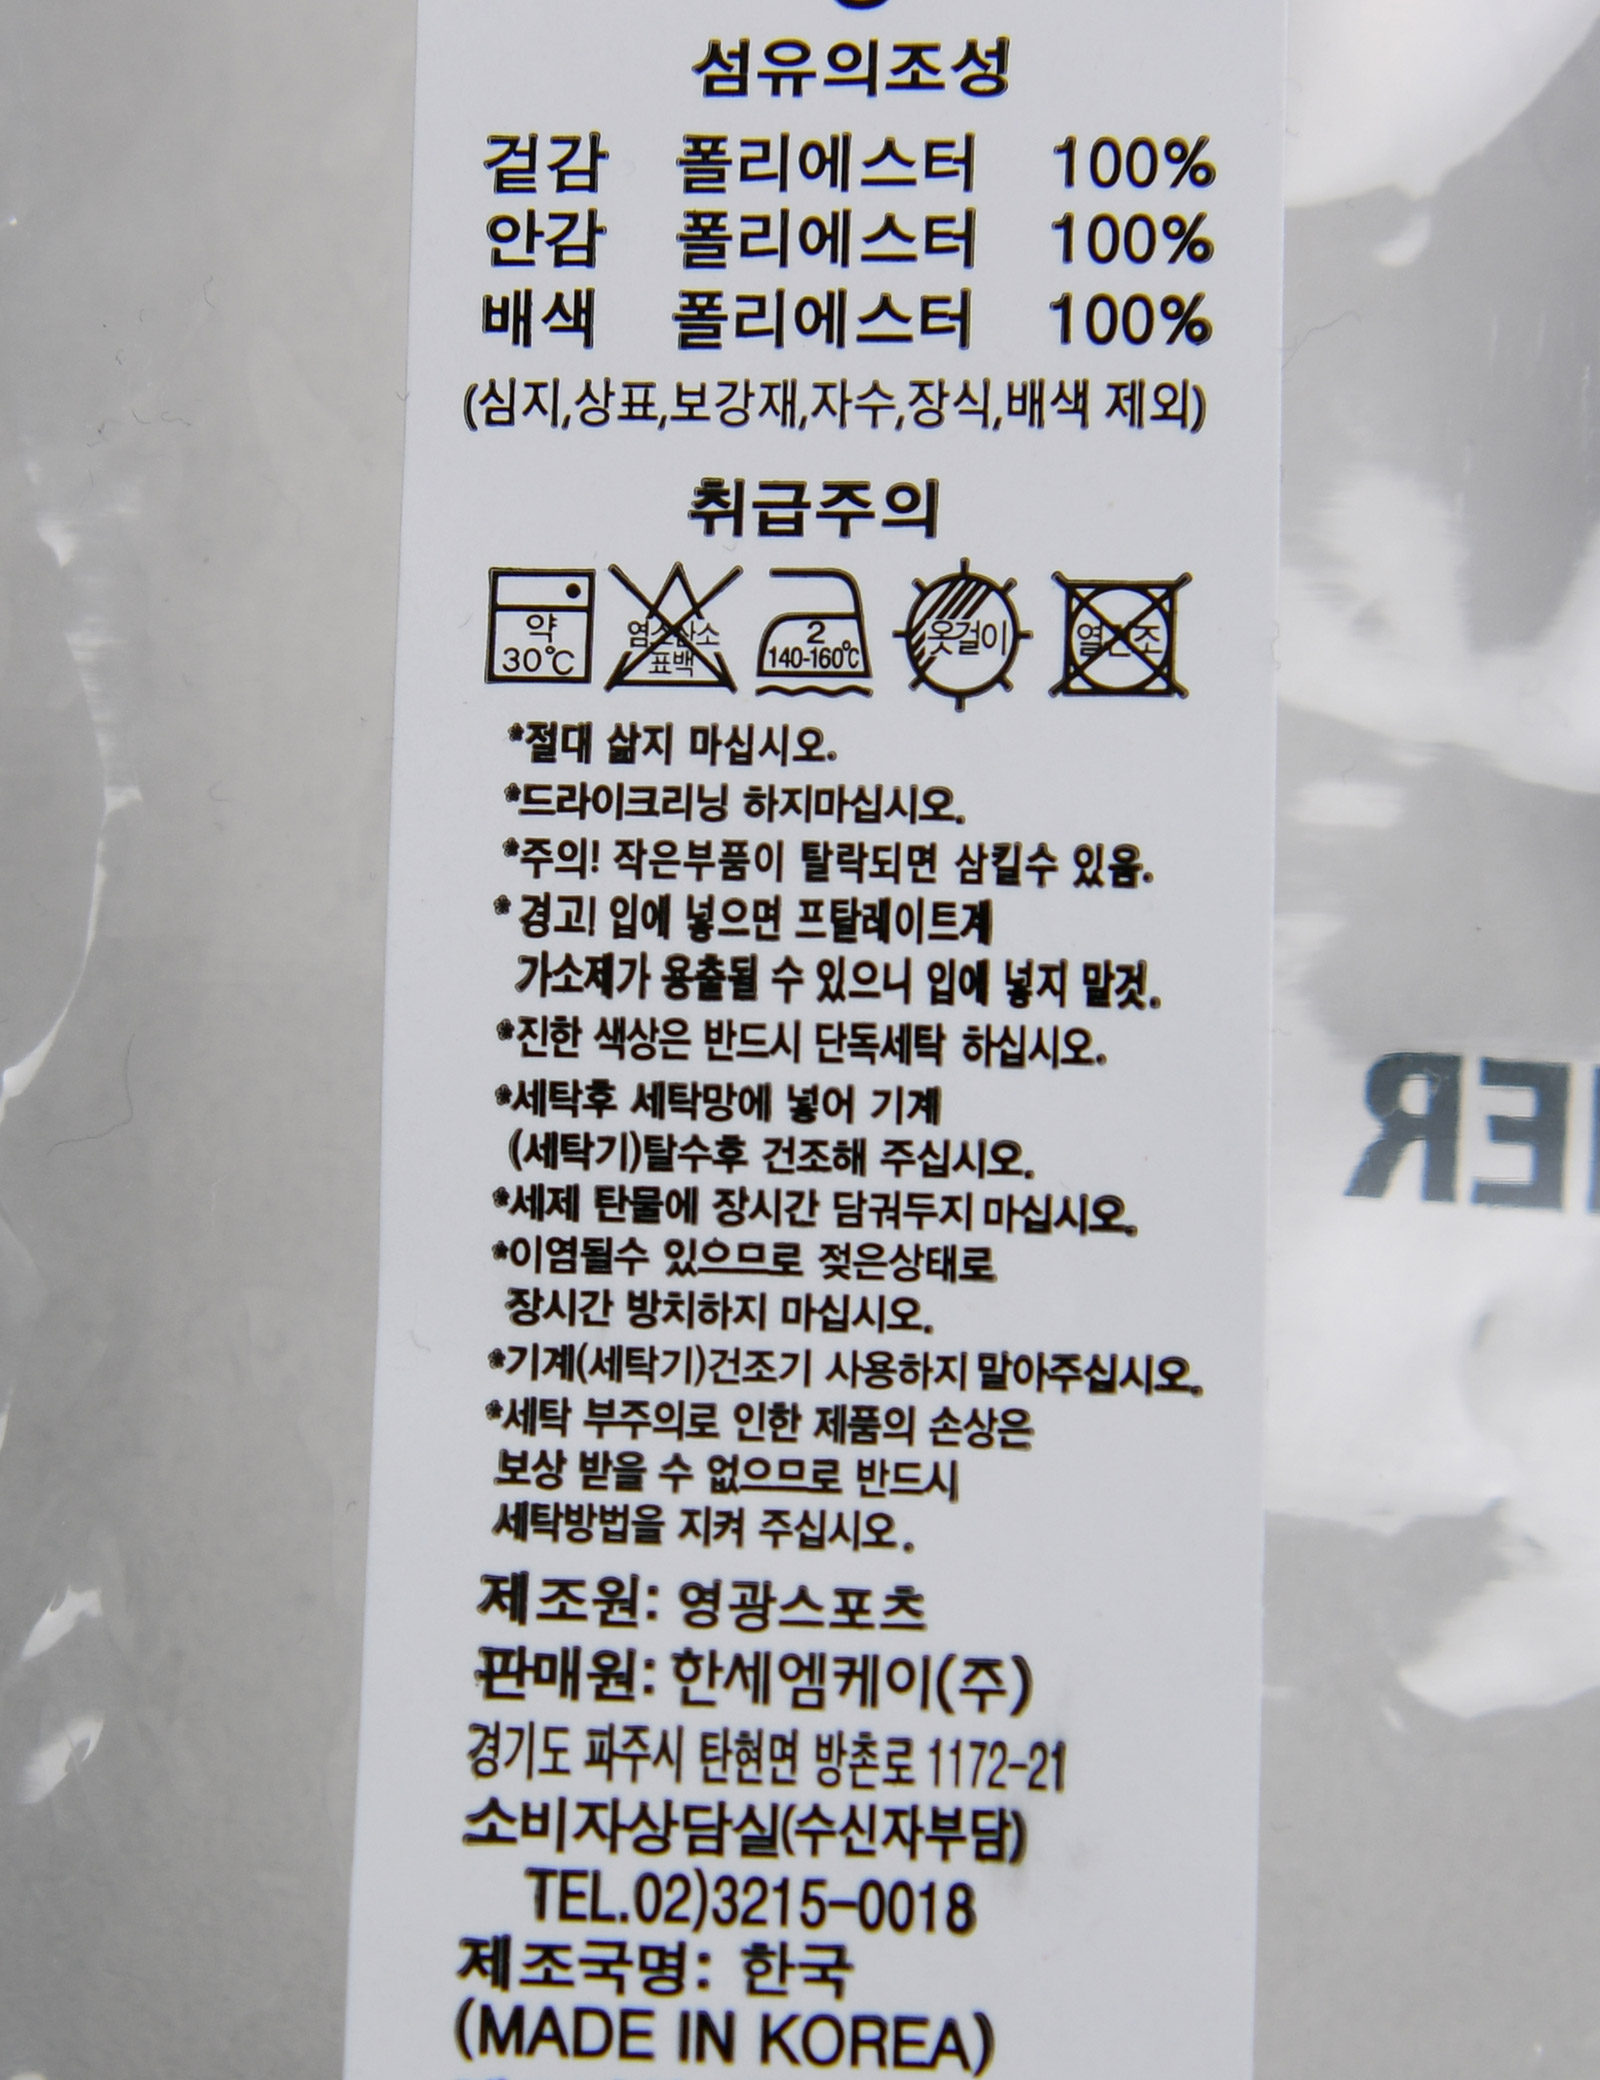 섬유의조성
겉감 폴리에스터 100%
안감 폴리에스터 100%
배색 폴리에스터 100%
(심지,상표,보강재,자수,장식,배색 제외)
취급주의
약 30℃
염소산소 표백
2 140-160℃
옷걸이
열건조
*절대 삶지 마십시오.
*드라이크리닝 하지마십시오.
*주의! 작은부품이 탈락되면 삼킬수 있음.
*경고! 입에 넣으면 프탈레이트계
가소제가 용출될 수 있으니 입에 넣지 말것.
*진한 색상은 반드시 단독세탁 하십시오.
*세탁후 세탁망에 넣어 기계
(세탁기)탈수후 건조해 주십시오.
*세제 탄물에 장시간 담궈두지 마십시오.
*이염될수 있으므로 젖은상태로
장시간 방치하지 마십시오.
*기계(세탁기)건조기 사용하지 말아주십시오.
*세탁 부주의로 인한 제품의 손상은
보상 받을 수 없으므로 반드시
세탁방법을 지켜 주십시오.
제조원: 영광스포츠
판매원: 한세엠케이(주)
경기도 파주시 탄현면 방촌로 1172-21
소비자상담실(수신자부담)
TEL.02)3215-0018
제조국명: 한국
(MADE IN KOREA)